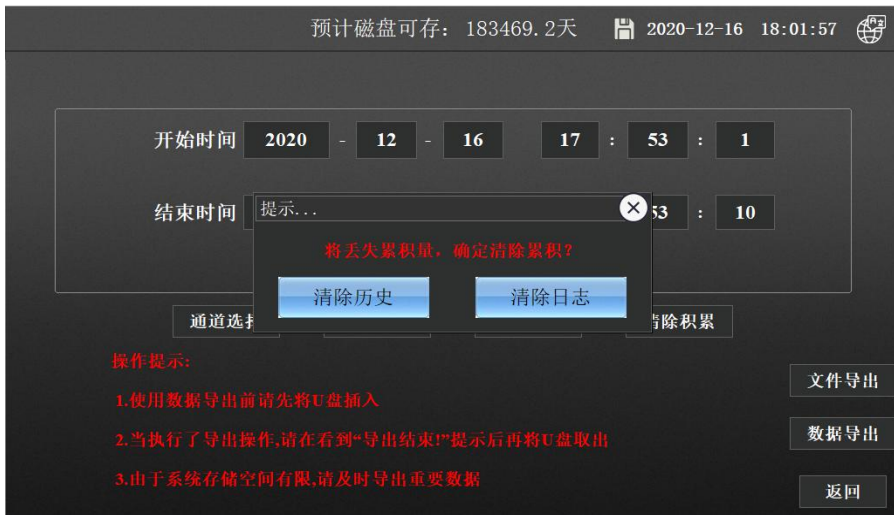 预计磁盘可存: 183469.2天 2020-12-16 18:01:57
开始时间 2020 - 12 - 16 17 : 53 : 1
结束时间 53 : 10
提示...
将丢失累积量,确定清除累积?
清除历史 清除日志
通道选 除积累
操作提示:
1.使用数据导出前请先将U盘插入
2.当执行了导出操作,请在看到“导出结束!”提示后再将U盘取出
3.由于系统存储空间有限,请及时导出重要数据
文件导出
数据导出
返回